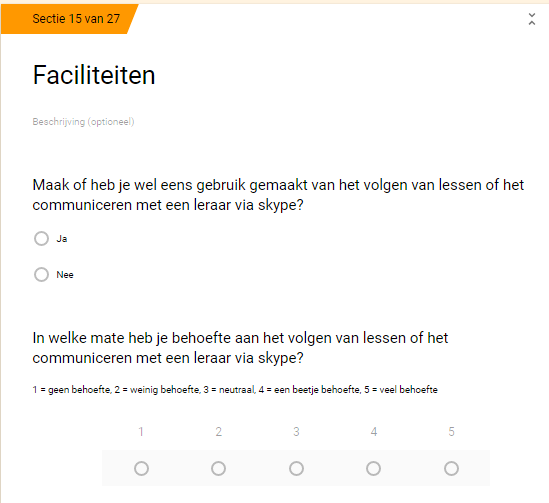 Sectie 15 van 27
Faciliteiten
Beschrijving (optioneel)
Maak of heb je wel eens gebruik gemaakt van het volgen van lessen of het
communiceren met een leraar via skype?
Ja
Nee
In welke mate heb je behoefte aan het volgen van lessen of het
communiceren met een leraar via skype?
1 = geen behoefte, 2 = weinig behoefte, 3 = neutraal, 4 = een beetje behoefte, 5 = veel behoefte
1 2 3 4 5